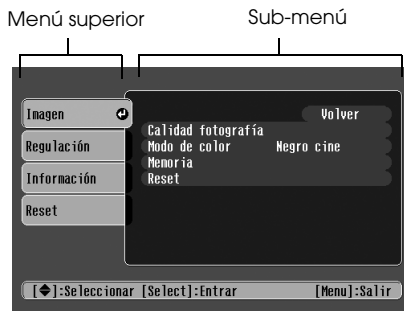 Menú superior Sub-menú
Imagen Volver
Calidad fotografía
Regulación Modo de color Negro cine
Memoria
Información Reset
Reset
[◆]:Seleccionar [Select]:Entrar [Menu]:Salir